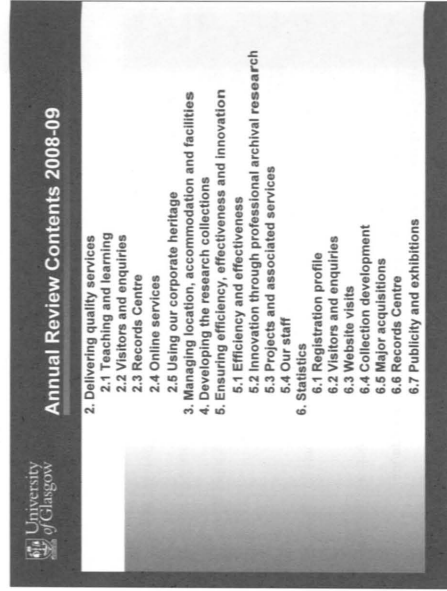 University
of Glasgow
Annual Review Contents 2008-09
2. Delivering quality services
2.1 Teaching and learning
2.2 Visitors and enquiries
2.3 Records Centre
2.4 Online services
2.5 Using our corporate heritage
3. Managing location, accommodation and facilities
4. Developing the research collections
5. Ensuring efficiency, effectiveness and innovation
5.1 Efficiency and effectiveness
5.2 Innovation through professional archival research
5.3 Projects and associated services
5.4 Our staff
6. Statistics
6.1 Registration profile
6.2 Visitors and enquiries
6.3 Website visits
6.4 Collection development
6.5 Major acquisitions
6.6 Records Centre
6.7 Publicity and exhibitions